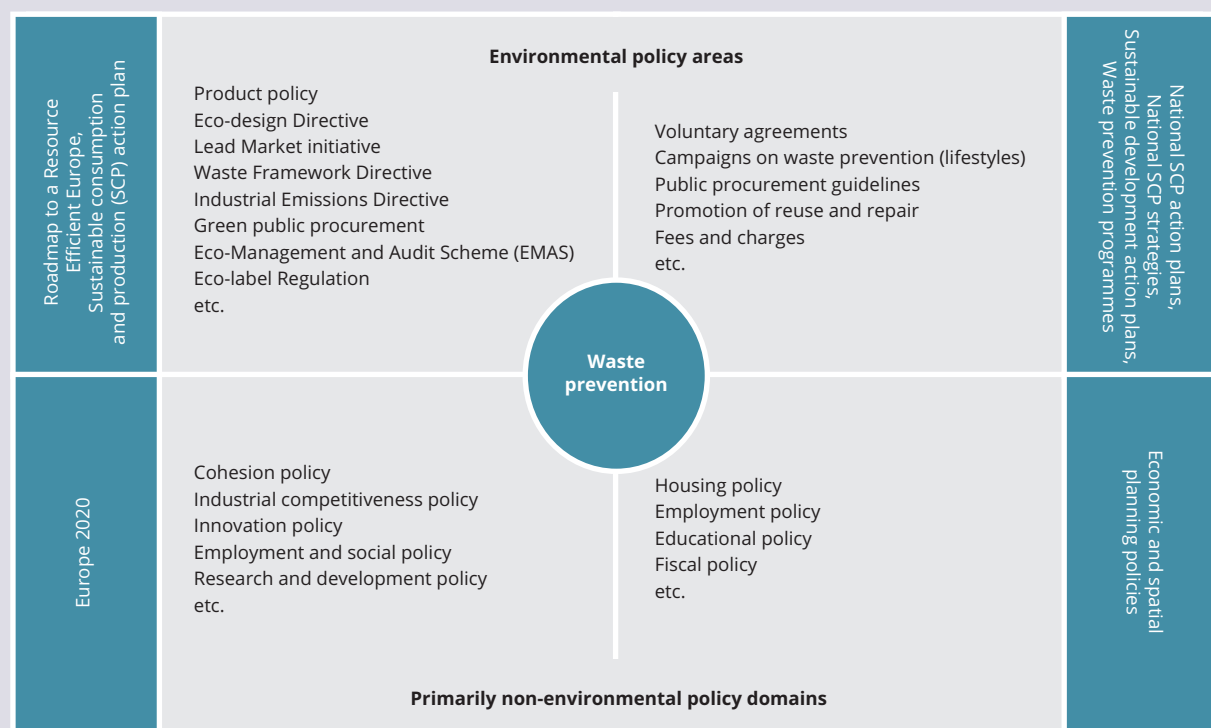 Roadmap to a Resource
Efficient Europe,
Sustainable consumption
and production (SCP) action plan
Environmental policy areas
Product policy
Eco-design Directive
Lead Market initiative
Waste Framework Directive
Industrial Emissions Directive
Green public procurement
Eco-Management and Audit Scheme (EMAS)
Eco-label Regulation
etc.
Voluntary agreements
Campaigns on waste prevention (lifestyles)
Public procurement guidelines
Promotion of reuse and repair
Fees and charges
etc.
National SCP action plans,
National SCP strategies,
Sustainable development action plans,
Waste prevention programmes
Waste
prevention
Europe 2020
Cohesion policy
Industrial competitiveness policy
Innovation policy
Employment and social policy
Research and development policy
etc.
Housing policy
Employment policy
Educational policy
Fiscal policy
etc.
Economic and spatial
planning policies
Primarily non-environmental policy domains